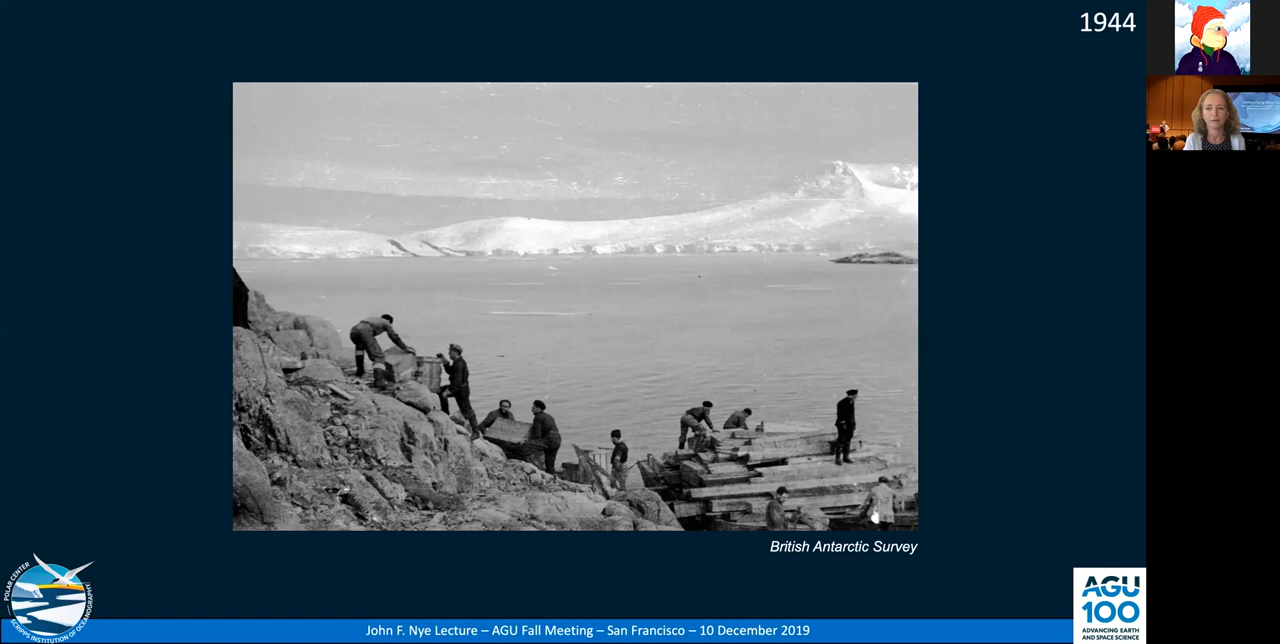 1944
British Antarctic Survey
POLAR CENTER
SCRIPPS INSTITUTION OF OCEANOGRAPHY
John F. Nye Lecture – AGU Fall Meeting – San Francisco – 10 December 2019
AGU
100
ADVANCING EARTH
AND SPACE SCIENCE